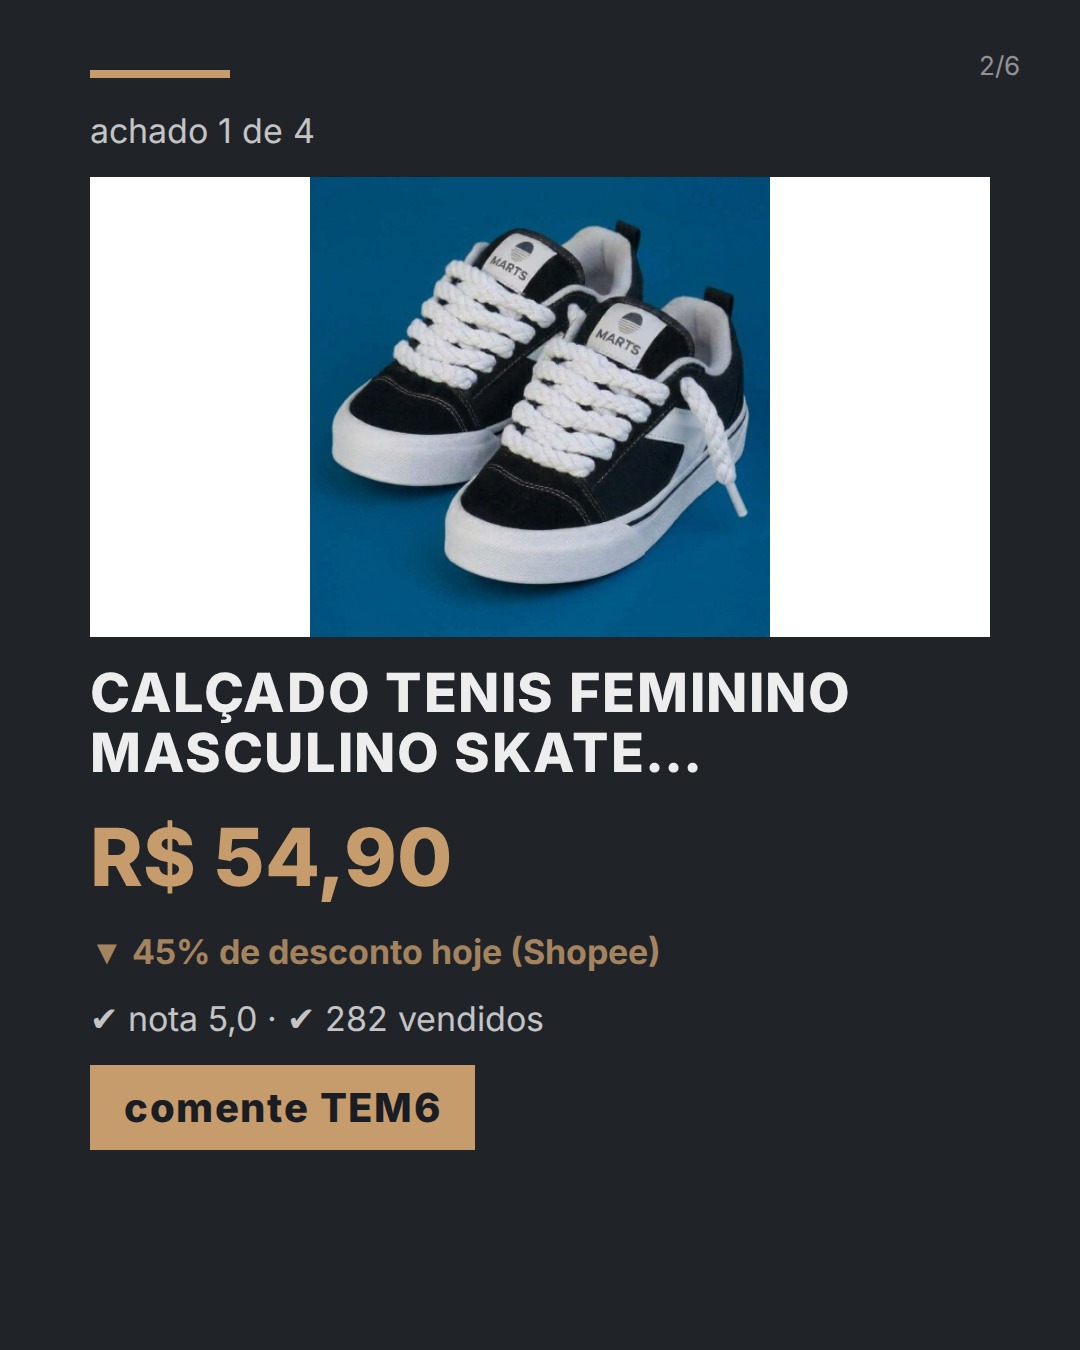 2/6
achado 1 de 4
MARTS
MARTS
CALÇADO TENIS FEMININO
MASCULINO SKATE...
R$ 54,90
▼ 45% de desconto hoje (Shopee)
✔ nota 5,0 · ✔ 282 vendidos
comente TEM6